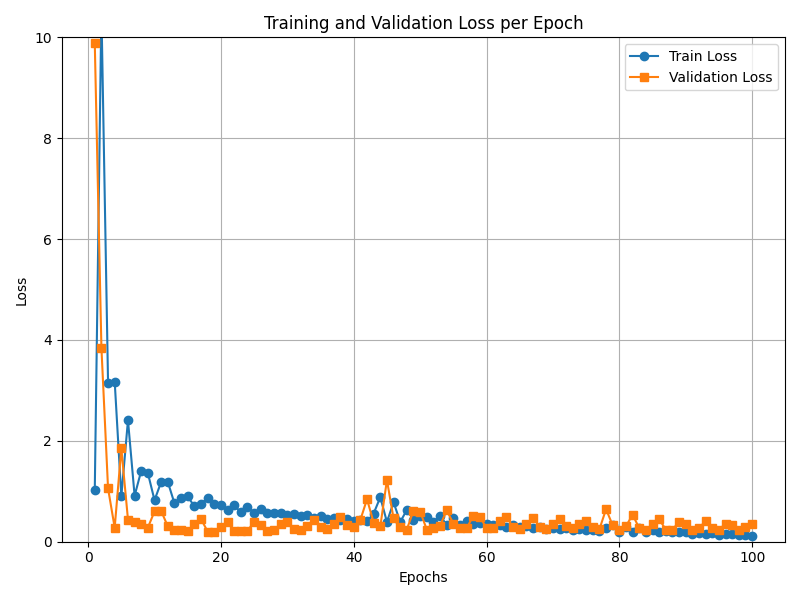 Training and Validation Loss per Epoch
10
8
6
4
2
0
Loss
Train Loss
Validation Loss
0 20 40 60 80 100
Epochs